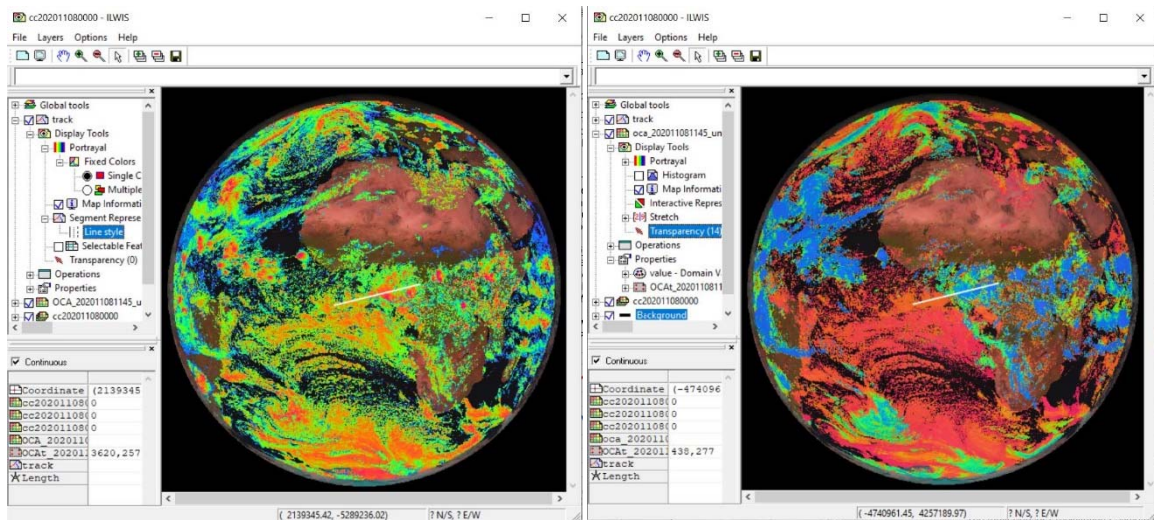 cc202011080000 - ILWIS
File Layers Options Help
Global tools
track
Display Tools
Portrayal
Fixed Colors
Single C
Multiple
Map Informati
Segment Represe
Line style
Selectable Feat
Transparency (0)
Operations
Properties
OCA_202011081145_u
cc202011080000
Continuous
Coordinate (2139345
cc20201108( 0
cc20201108( 0
cc20201108( 0
OCA_202011(
OCAt_20201: 3620,257
track
Length
( 2139345.42, -5289236.02) ? N/S, ? E/W
cc202011080000 - ILWIS
File Layers Options Help
Global tools
track
oca_202011081145_un
Display Tools
Portrayal
Histogram
Map Informati
Interactive Repres
Stretch
Transparency (14)
Operations
Properties
value - Domain V
OCAt_2020110811
cc202011080000
Background
Continuous
Coordinate (-474096
cc20201108( 0
cc20201108( 0
cc20201108( 0
oca_202011(
OCAt_20201: 438,277
track
Length
( -4740961.45, 4257189.97) ? N/S, ? E/W